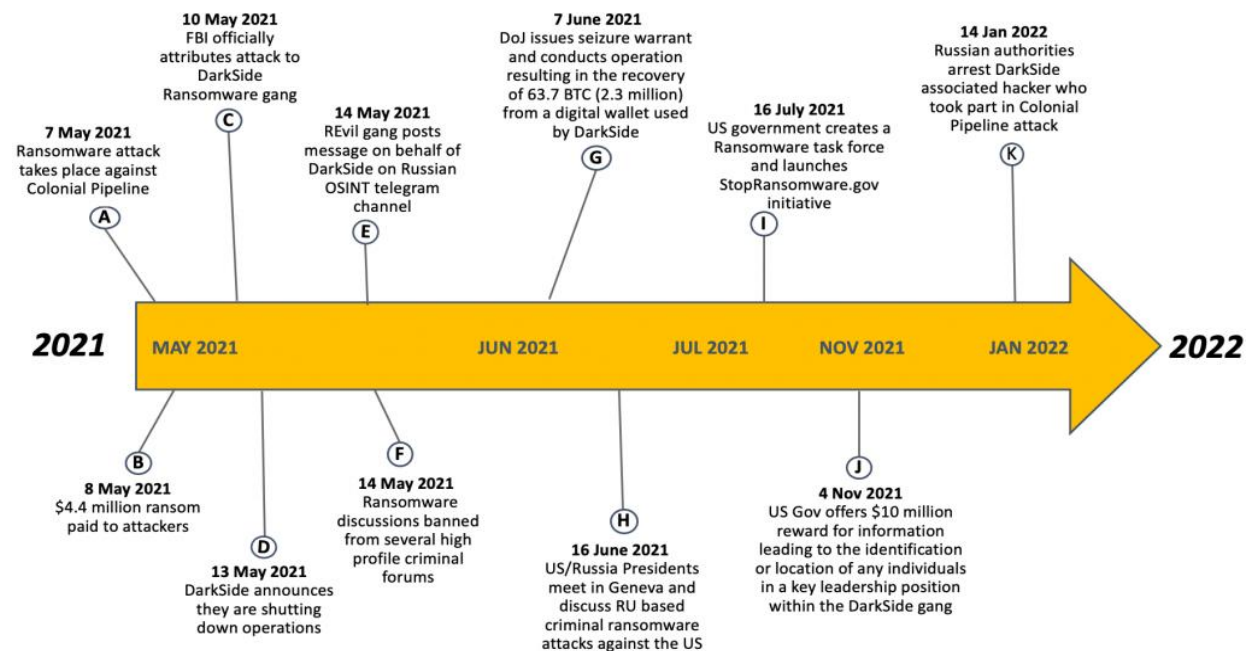 10 May 2021
FBI officially
attributes attack to
DarkSide
Ransomware gang
C
7 May 2021
Ransomware attack
takes place against
Colonial Pipeline
A
14 May 2021
REvil gang posts
message on behalf of
DarkSide on Russian
OSINT telegram
channel
E
7 June 2021
DoJ issues seizure warrant
and conducts operation
resulting in the recovery
of 63.7 BTC (2.3 million)
from a digital wallet used
by DarkSide
G
16 July 2021
US government creates a
Ransomware task force
and launches
StopRansomware.gov
initiative
I
14 Jan 2022
Russian authorities
arrest DarkSide
associated hacker who
took part in Colonial
Pipeline attack
K
2021
MAY 2021
JUN 2021
JUL 2021
NOV 2021
JAN 2022
2022
B
8 May 2021
$4.4 million ransom
paid to attackers
D
13 May 2021
DarkSide announces
they are shutting
down operations
F
14 May 2021
Ransomware
discussions banned
from several high
profile criminal
forums
H
16 June 2021
US/Russia Presidents
meet in Geneva and
discuss RU based
criminal ransomware
attacks against the US
J
4 Nov 2021
US Gov offers $10 million
reward for information
leading to the identification
or location of any individuals
in a key leadership position
within the DarkSide gang